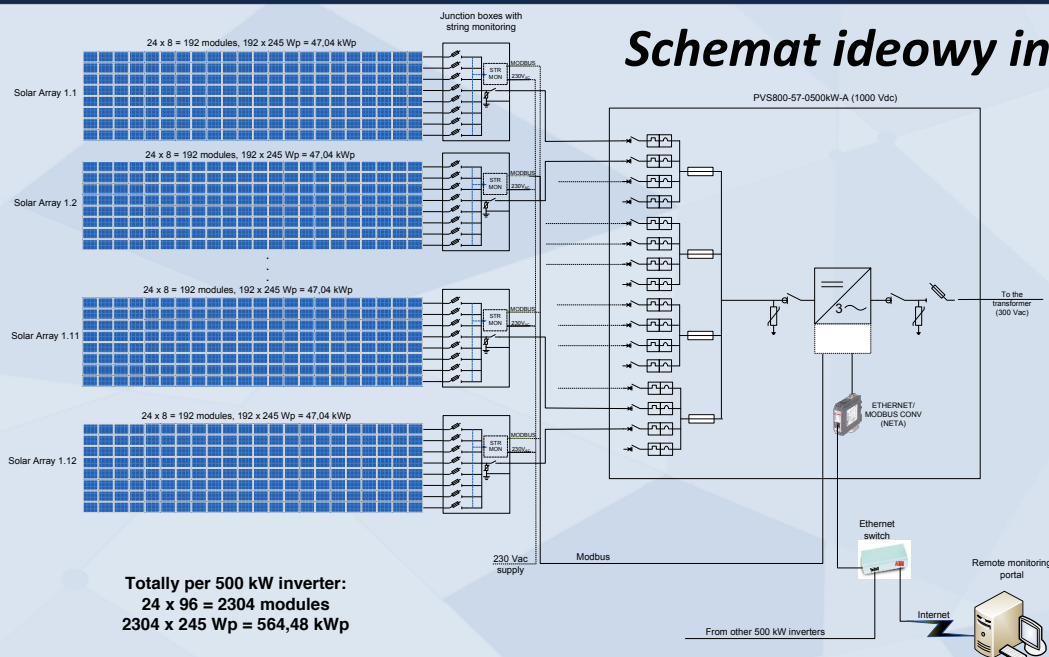 Schemat ideowy in
Junction boxes with
string monitoring
24 x 8 = 192 modules, 192 x 245 Wp = 47,04 kWp
Solar Array 1.1
STR
MON
MODBUS
230VAC
24 x 8 = 192 modules, 192 x 245 Wp = 47,04 kWp
Solar Array 1.2
STR
MON
MODBUS
230VAC
.
.
.
24 x 8 = 192 modules, 192 x 245 Wp = 47,04 kWp
Solar Array 1.11
STR
MON
MODBUS
230VAC
24 x 8 = 192 modules, 192 x 245 Wp = 47,04 kWp
Solar Array 1.12
STR
MON
MODBUS
230VAC
PVS800-57-0500kW-A (1000 Vdc)
3
To the
transformer
(300 Vac)
ETHERNET/
MODBUS CONV
(NETA)
230 Vac
supply
Modbus
Ethernet
switch
ABB
Remote monitoring
portal
Internet
From other 500 kW inverters
Totally per 500 kW inverter:
24 x 96 = 2304 modules
2304 x 245 Wp = 564,48 kWp